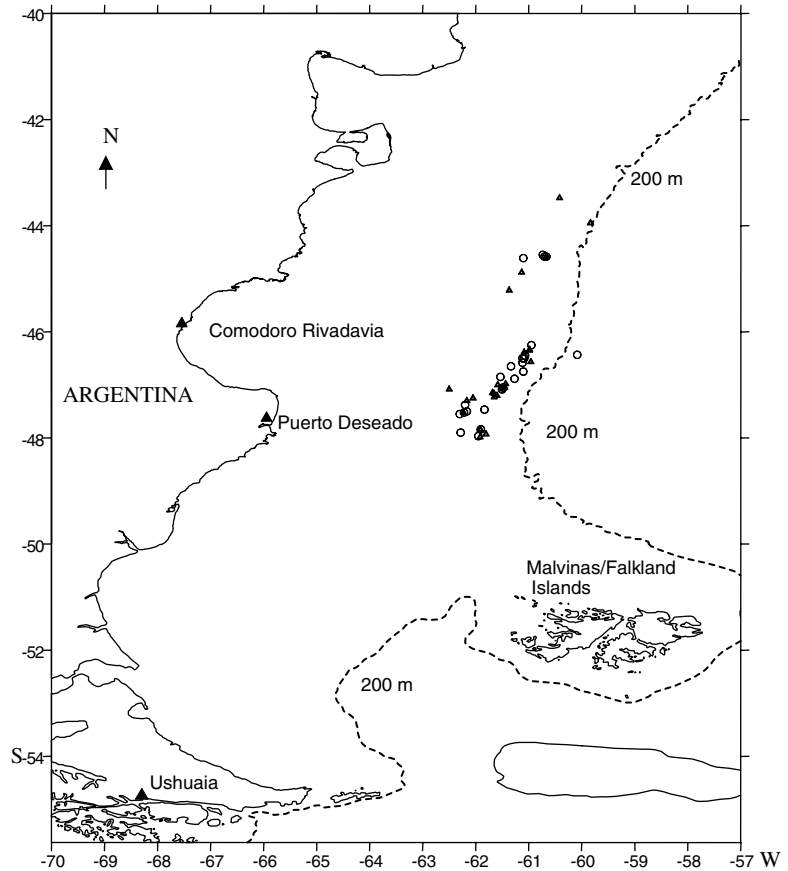 -40
-42
N
200 m
-44
-46
Comodoro Rivadavia
ARGENTINA
Puerto Deseado
-48
200 m
-50
Malvinas/Falkland
Islands
-52
200 m
S -54
Ushuaia
-70 -69 -68 -67 -66 -65 -64 -63 -62 -61 -60 -59 -58 -57 W